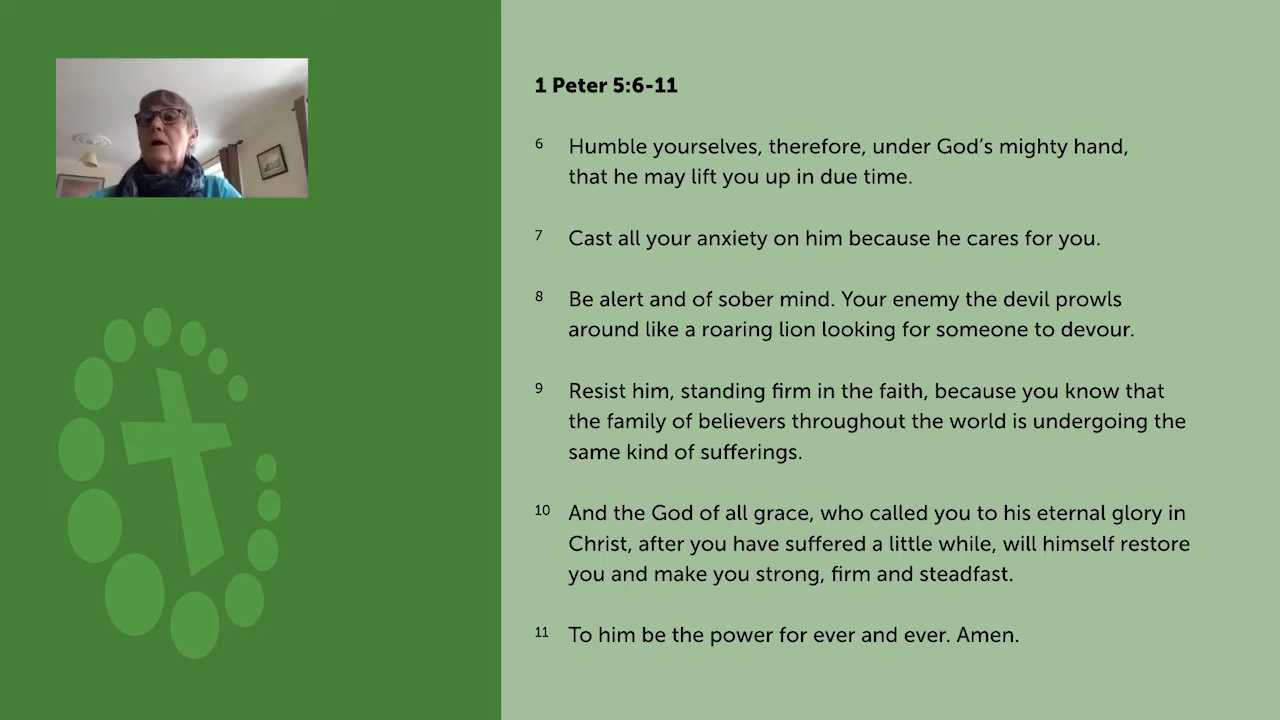 1 Peter 5:6-11
6 Humble yourselves, therefore, under God’s mighty hand,
that he may lift you up in due time.
7 Cast all your anxiety on him because he cares for you.
8 Be alert and of sober mind. Your enemy the devil prowls
around like a roaring lion looking for someone to devour.
9 Resist him, standing firm in the faith, because you know that
the family of believers throughout the world is undergoing the
same kind of sufferings.
10 And the God of all grace, who called you to his eternal glory in
Christ, after you have suffered a little while, will himself restore
you and make you strong, firm and steadfast.
11 To him be the power for ever and ever. Amen.